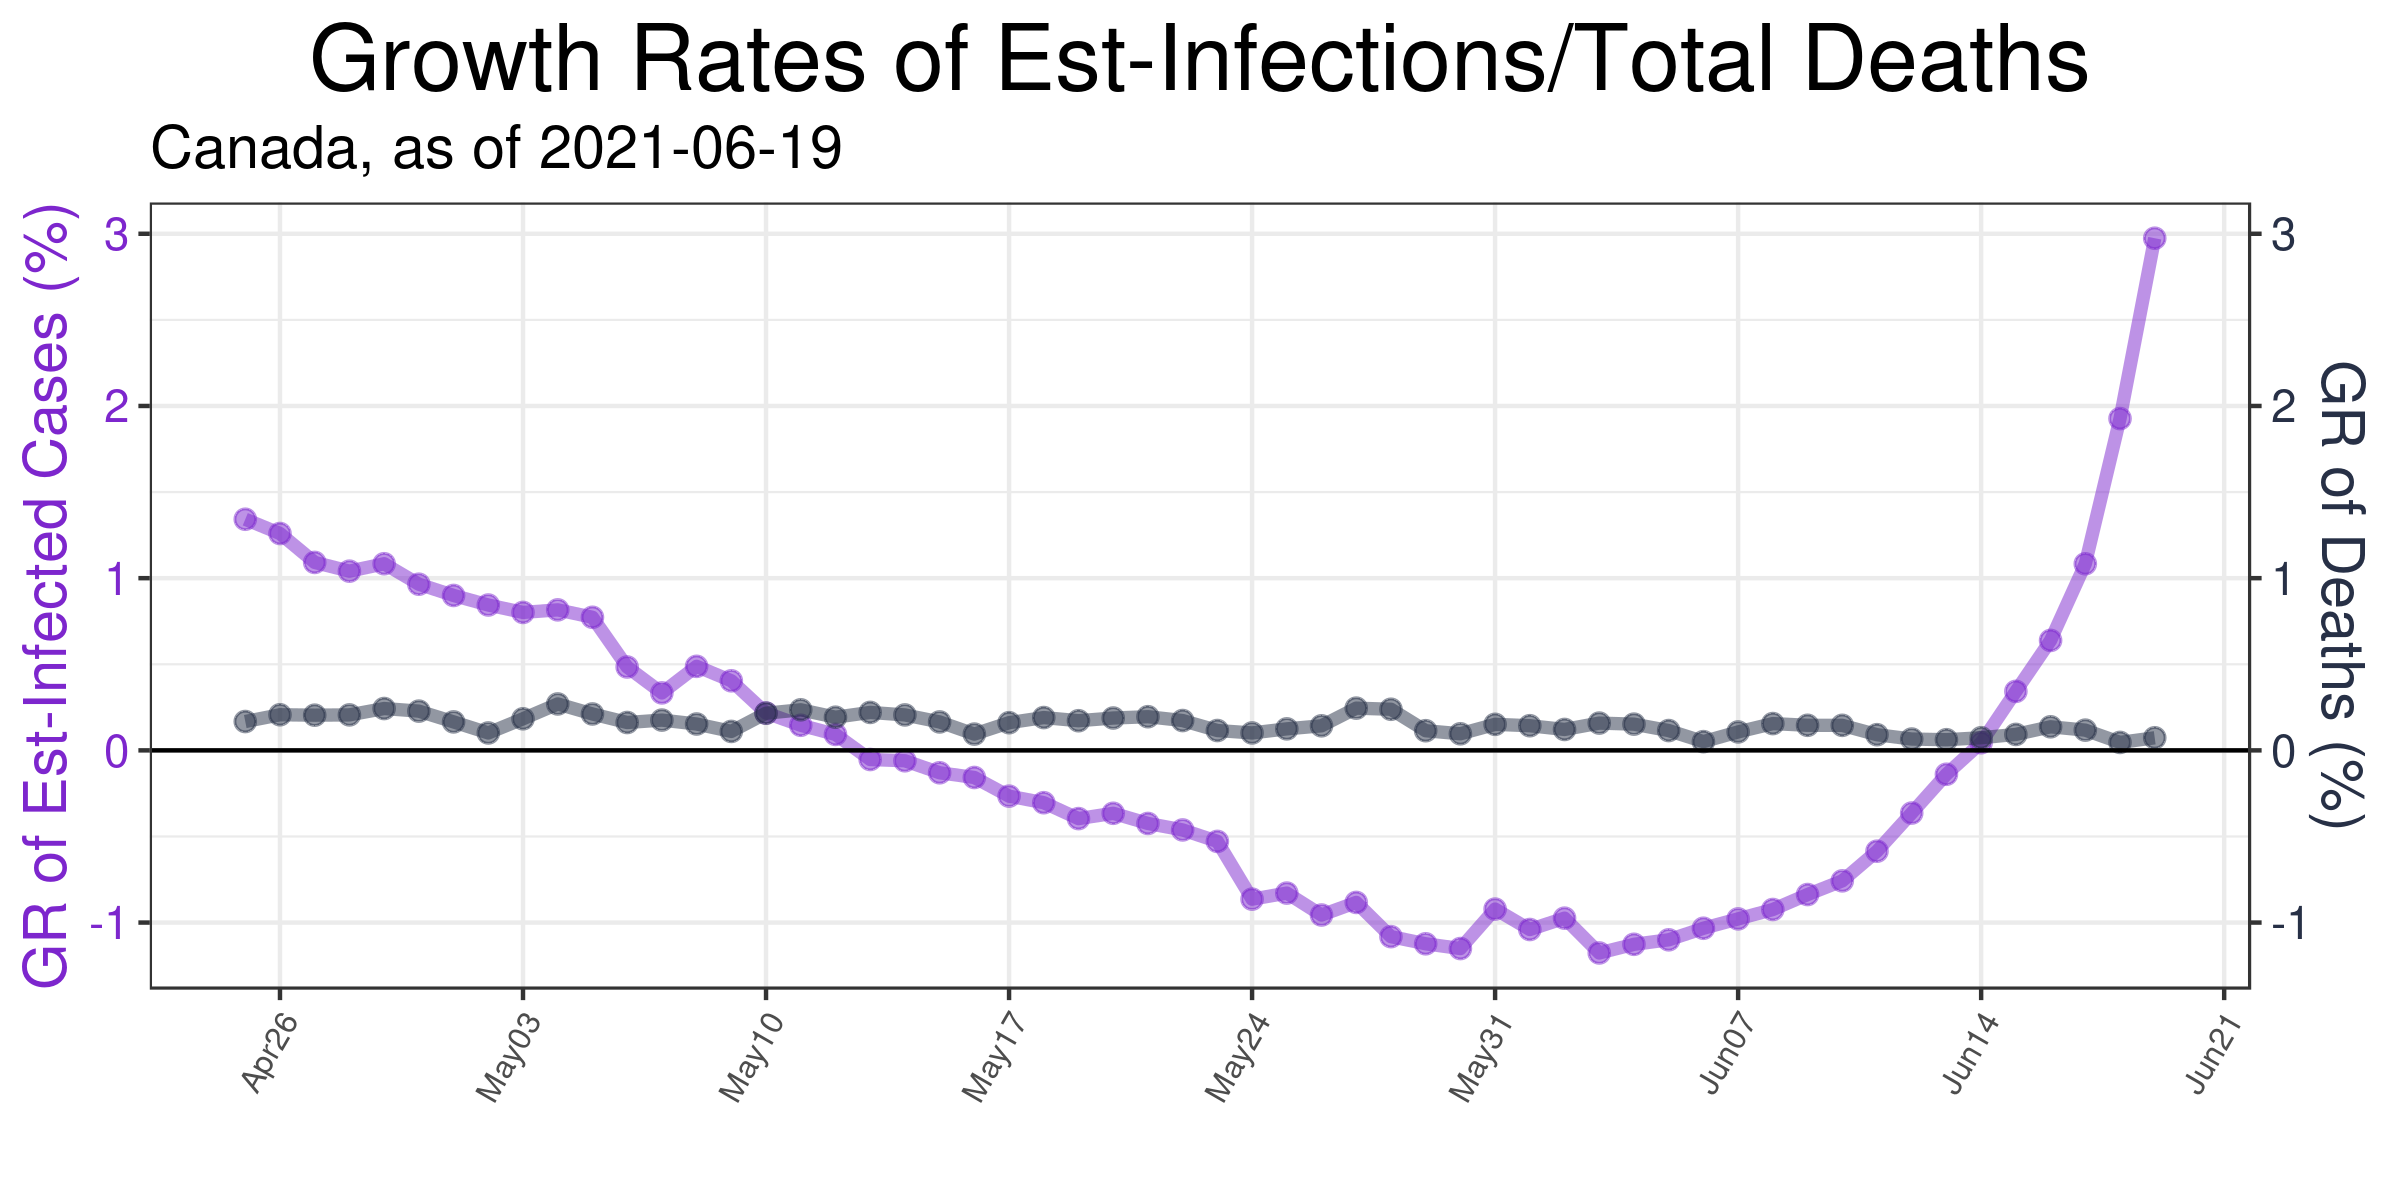 Growth Rates of Est-Infections/Total Deaths
Canada, as of 2021-06-19
GR of Est-Infected Cases (%)
3
2
1
0
-1
3
2
1
0
-1
GR of Deaths (%)
Apr26
May03
May10
May17
May24
May31
Jun07
Jun14
Jun21